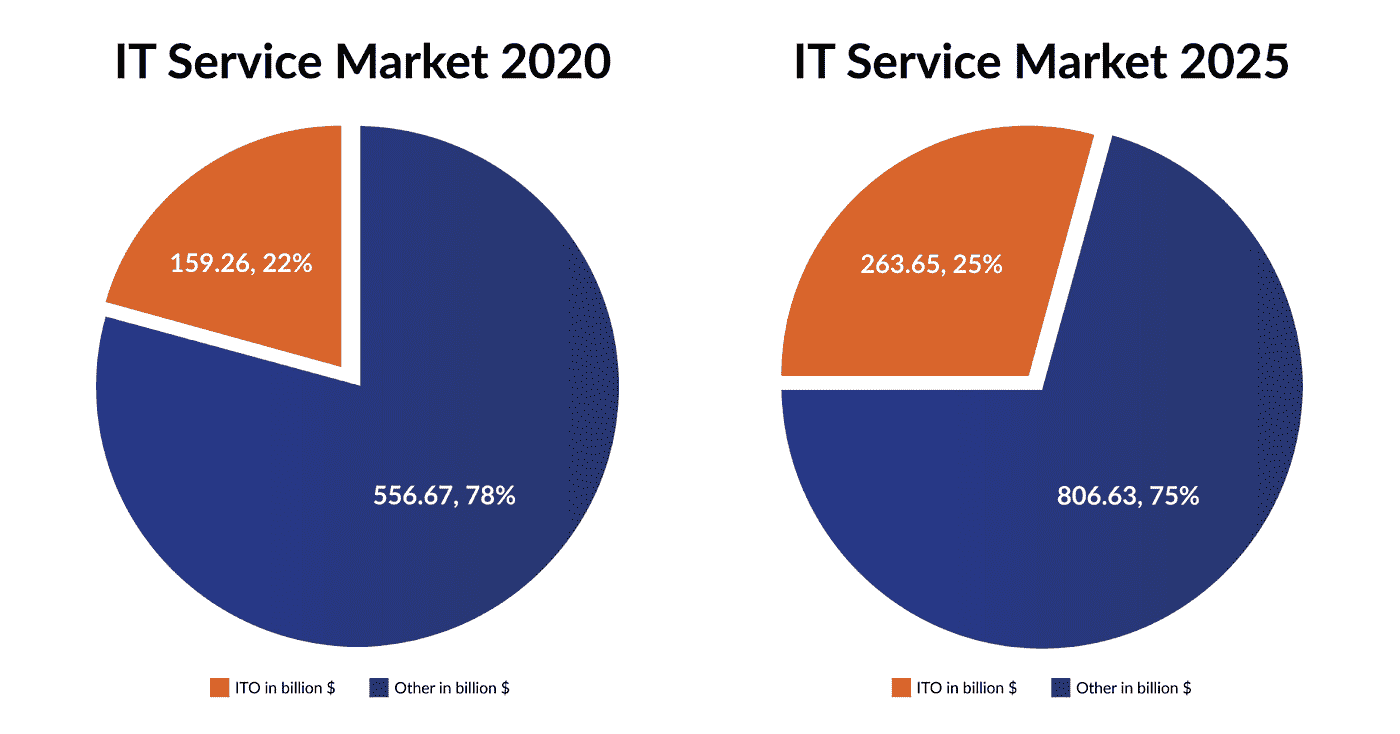 IT Service Market 2020
159.26, 22%
556.67, 78%
ITO in billion $
Other in billion $
IT Service Market 2025
263.65, 25%
806.63, 75%
ITO in billion $
Other in billion $